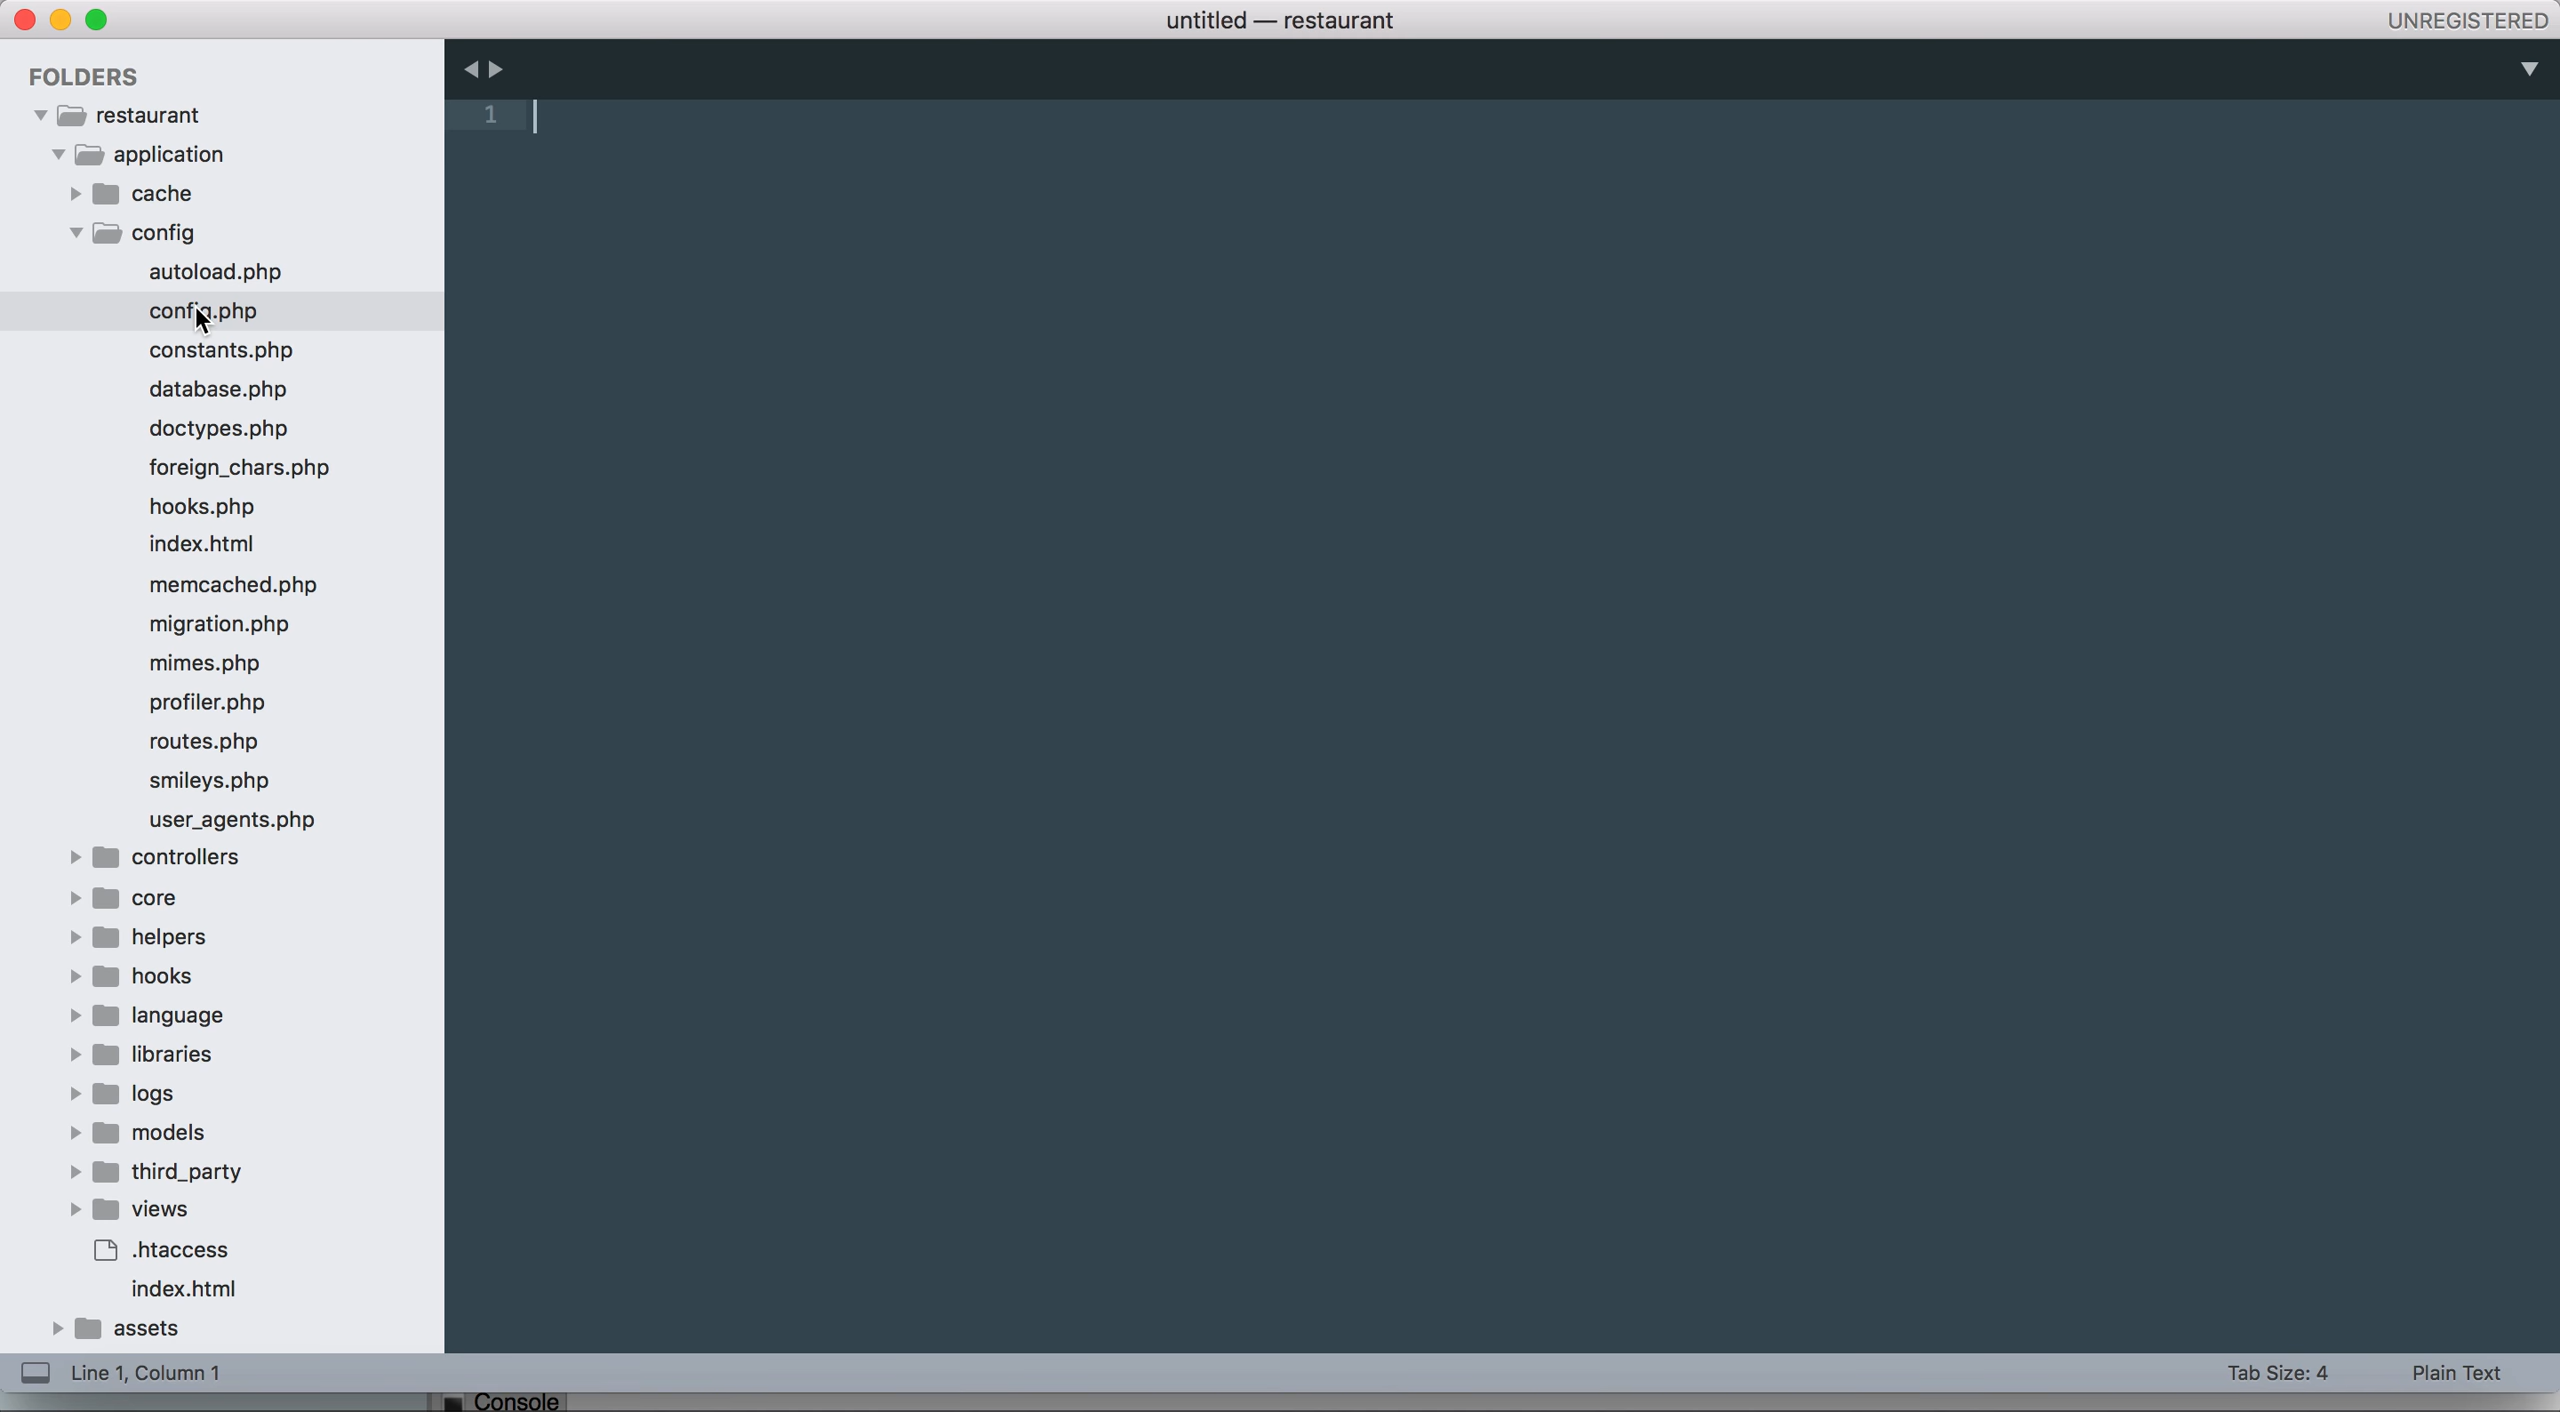 untitled — restaurant
UNREGISTERED
FOLDERS
restaurant
application
cache
config
autoload.php
config.php
constants.php
database.php
doctypes.php
foreign_chars.php
hooks.php
index.html
memcached.php
migration.php
mimes.php
profiler.php
routes.php
smileys.php
user_agents.php
controllers
core
helpers
hooks
language
libraries
logs
models
third_party
views
.htaccess
index.html
assets
1
Line 1, Column 1
Tab Size: 4
Plain Text
Console